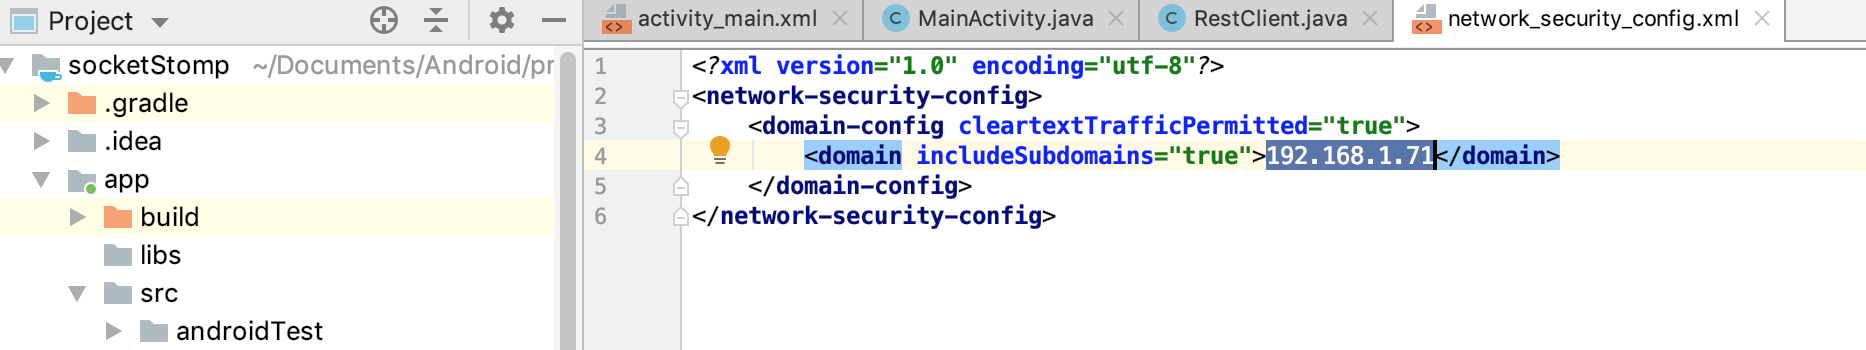 Project
socketStomp ~/Documents/Android/pr
.gradle
.idea
app
build
libs
src
androidTest
activity_main.xml
MainActivity.java
RestClient.java
network_security_config.xml
1 <?xml version="1.0" encoding="utf-8"?>
2 <network-security-config>
3 <domain-config cleartextTrafficPermitted="true">
4 <domain includeSubdomains="true">192.168.1.71</domain>
5 </domain-config>
6 </network-security-config>